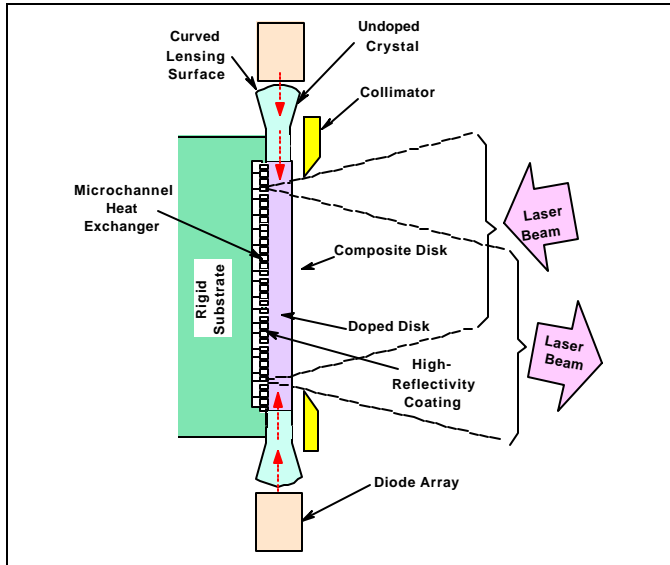 Curved
Lensing
Surface
Undoped
Crystal
Collimator
Microchannel
Heat
Exchanger
Rigid
Substrate
Composite Disk
Doped Disk
High-
Reflectivity
Coating
Laser
Beam
Laser
Beam
Diode Array